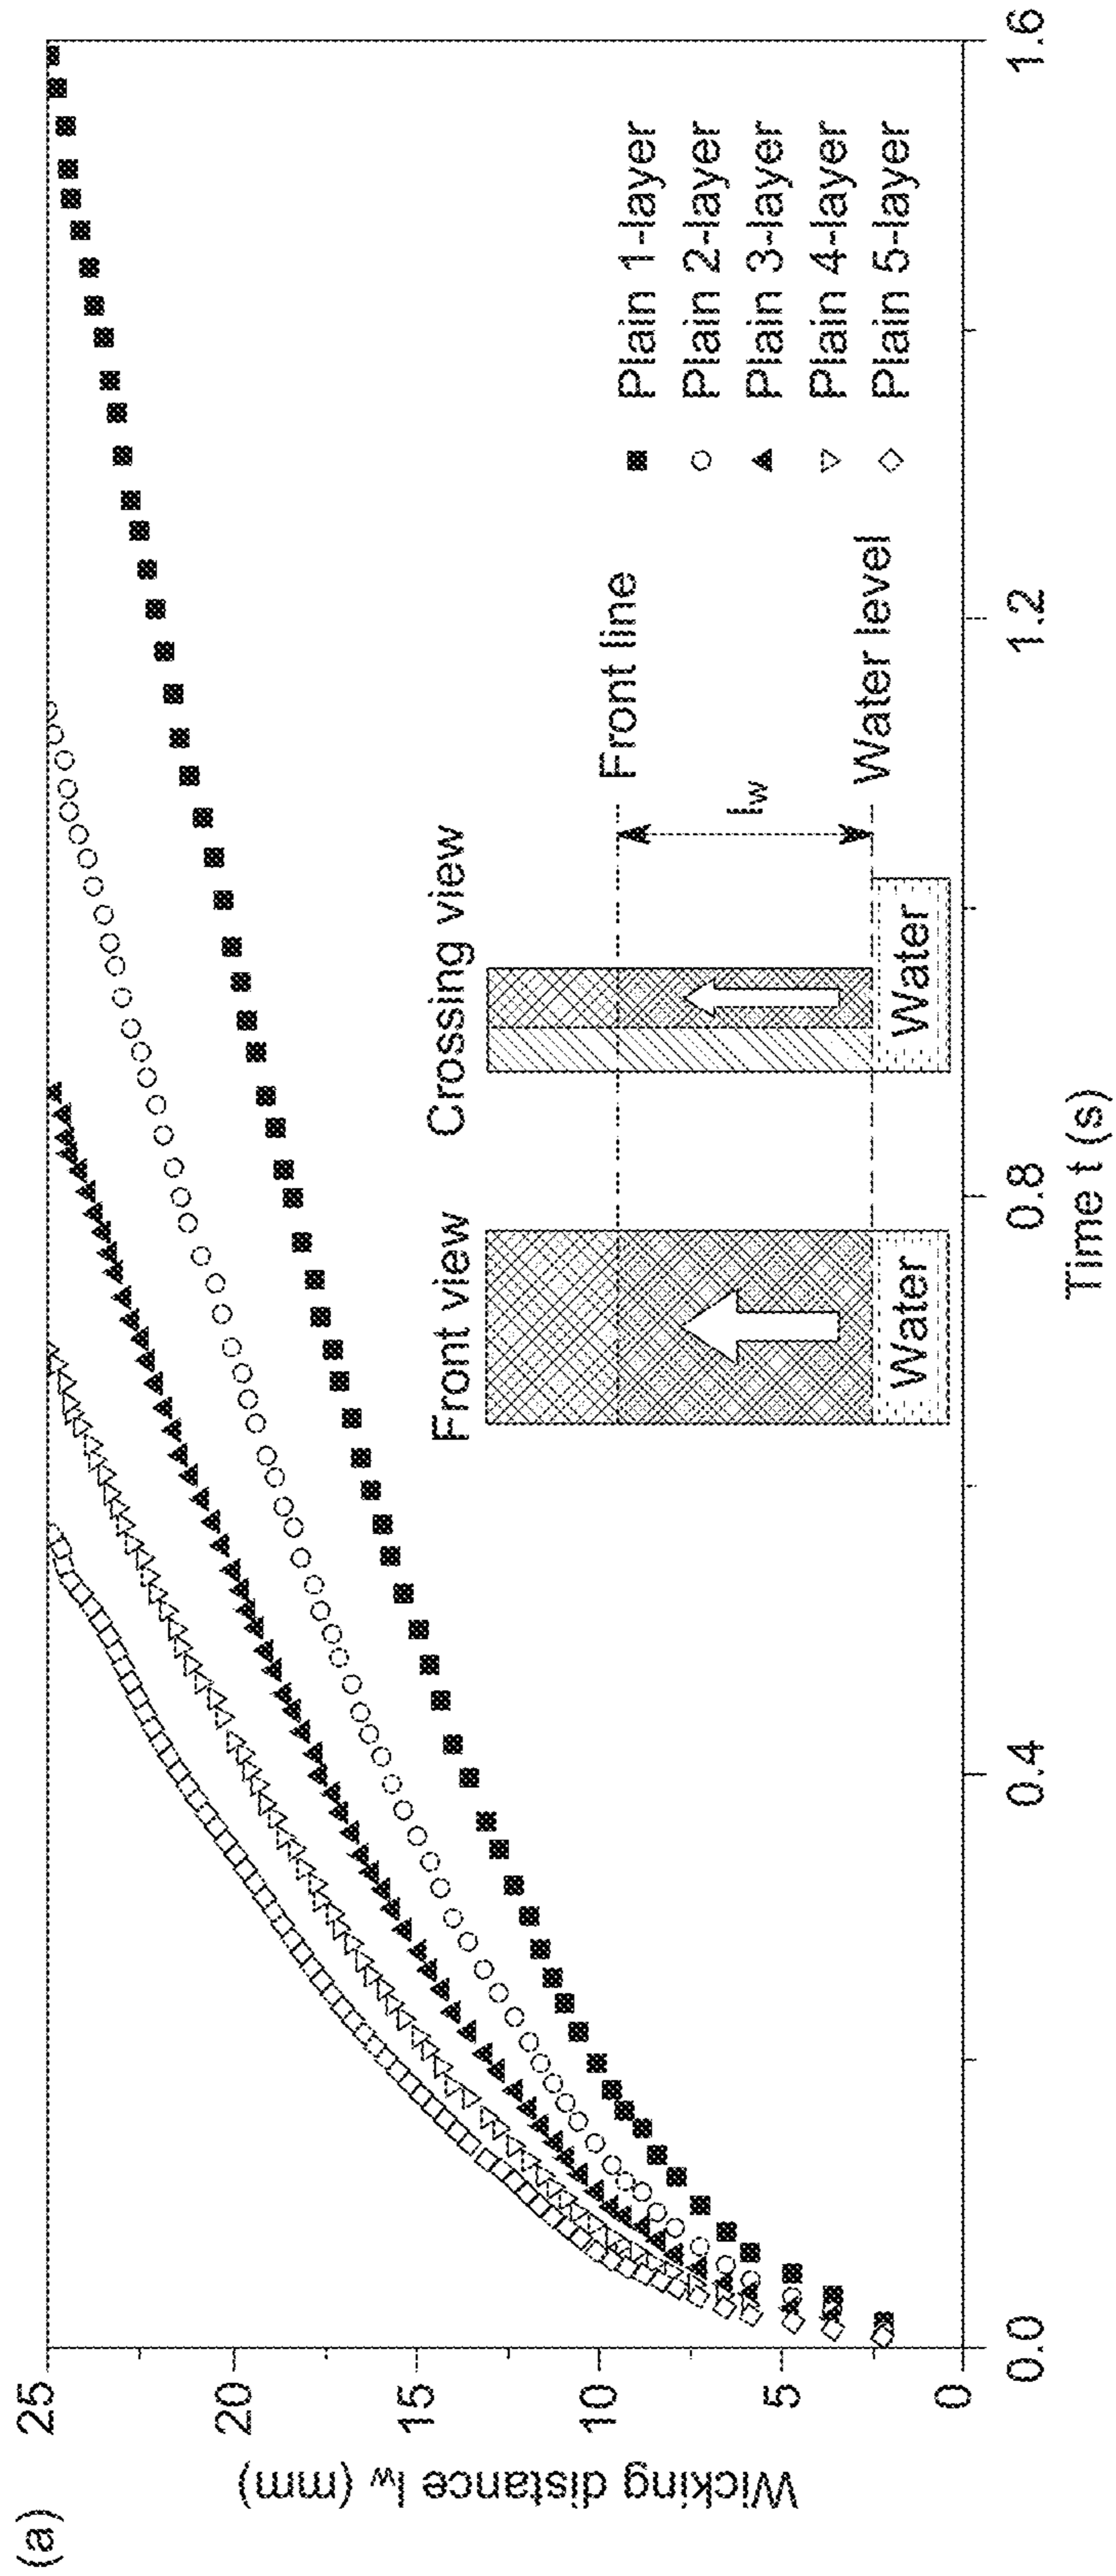 (a)
Wicking distance lw (mm)
25
20
15
10
5
0
0.0
0.4
0.8
1.2
1.6
Time t (s)
Front view
Crossing view
Water
Water
lw
Front line
Water level
Plain 1-layer
Plain 2-layer
Plain 3-layer
Plain 4-layer
Plain 5-layer